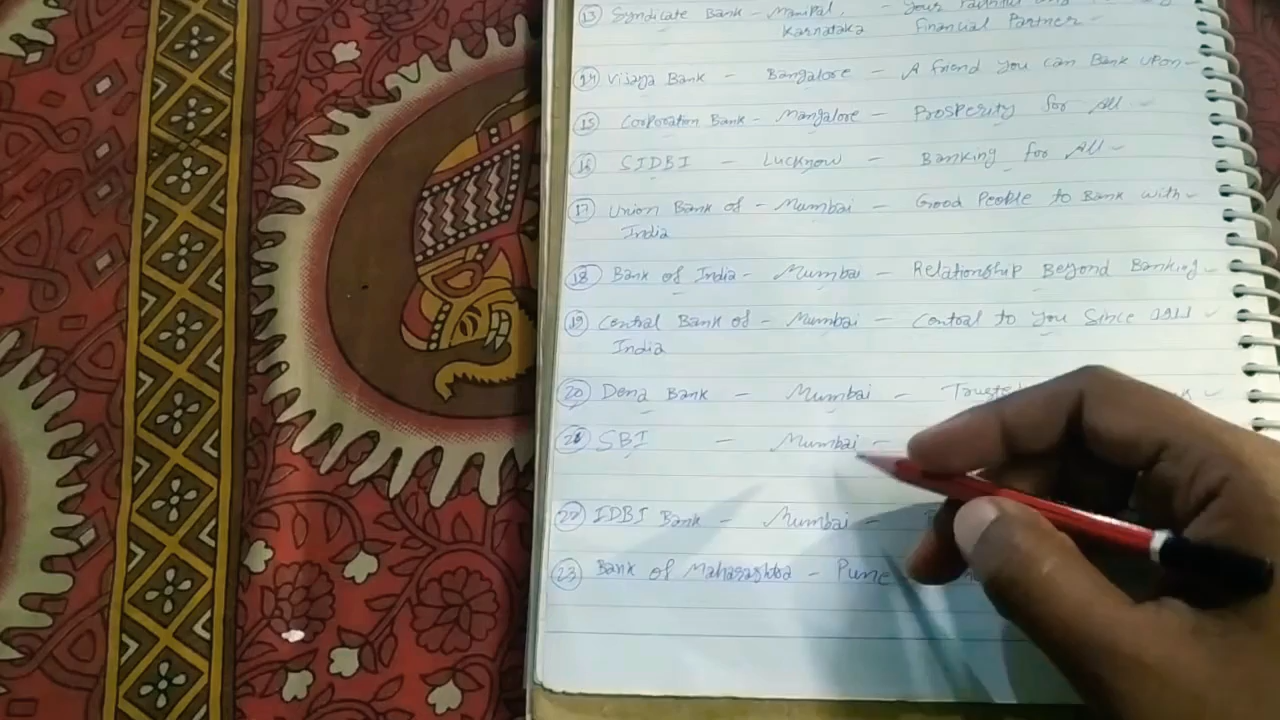 13 Syndicate Bank - Manipal, - Your Faithful and
Karnataka Financial Partner -
14 Vijaya Bank - Bangalore - A friend you can Bank upon -
15 Corporation Bank - Mangalore - Prosperity for All
16 SIDBI - Lucknow - Banking for All
17 Union Bank of - Mumbai - Good People to Bank with
India
18 Bank of India - Mumbai - Relationship Beyond Banking
19 Central Bank of - Mumbai - Central to You Since 1911
India
20 Dena Bank - Mumbai -
21 SBI - Mumbai -
22 IDBI Bank - Mumbai -
23 Bank of Maharashtra - Pune